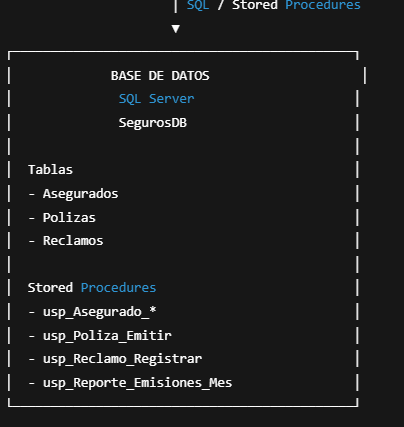 SQL / Stored Procedures
BASE DE DATOS
SQL Server
SegurosDB
Tablas
- Asegurados
- Polizas
- Reclamos
Stored Procedures
- usp_Asegurado_*
- usp_Poliza_Emitir
- usp_Reclamo_Registrar
- usp_Reporte_Emisiones_Mes